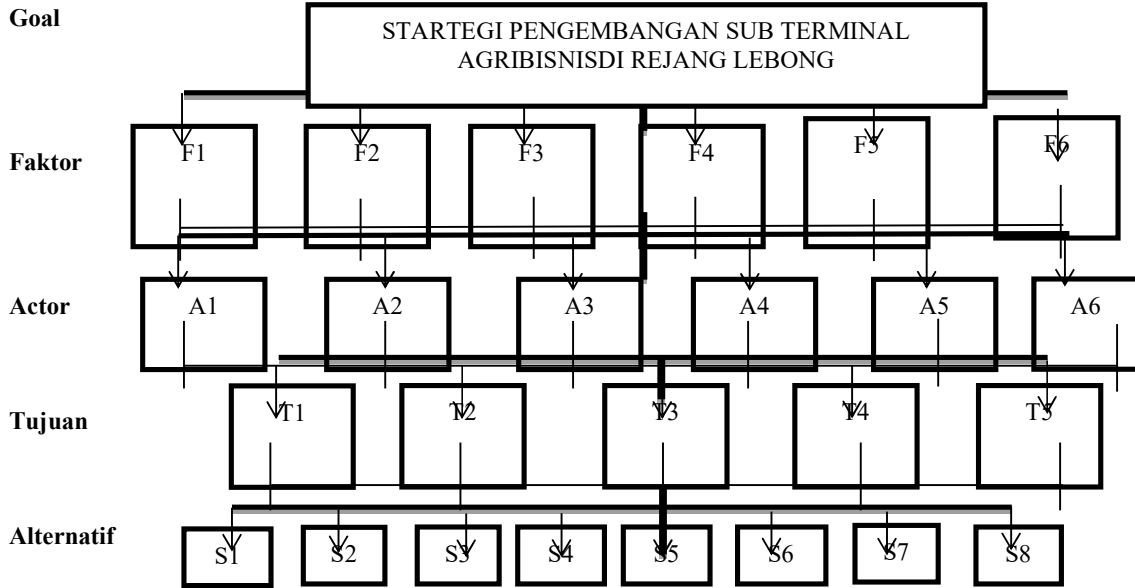 Goal
STARTEGI PENGEMBANGAN SUB TERMINAL
AGRIBISNISDI REJANG LEBONG
Faktor
F1 F2 F3 F4 F5 F6
Actor
A1 A2 A3 A4 A5 A6
Tujuan
T1 T2 T3 T4 T5
Alternatif
S1 S2 S3 S4 S5 S6 S7 S8